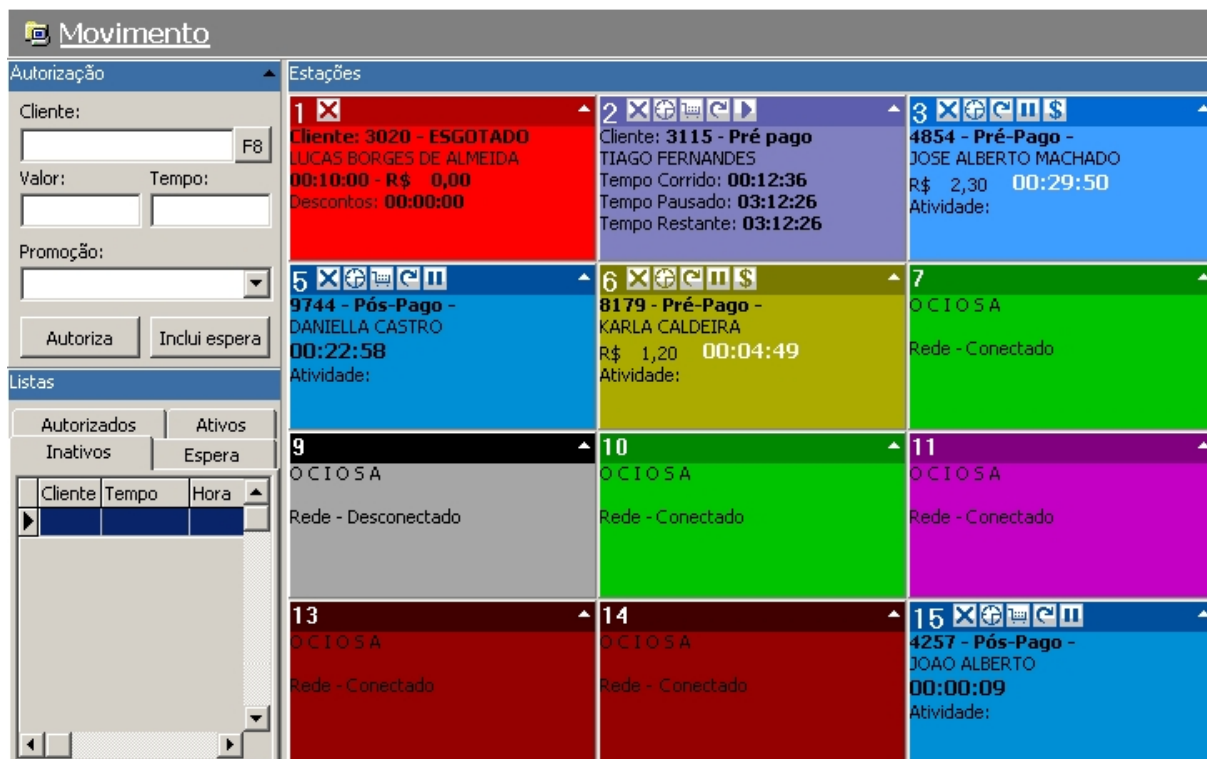 Movimento
Autorização
Cliente:
F8
Valor: Tempo:
Promoção:
Autoriza Inclui espera
Listas
Autorizados Ativos
Inativos Espera
Cliente Tempo Hora
Estações
1
Cliente: 3020 - ESGOTADO
LUCAS BORGES DE ALMEIDA
00:10:00 - R$ 0,00
Descontos: 00:00:00
2
Cliente: 3115 - Pré pago
TIAGO FERNANDES
Tempo Corrido: 00:12:36
Tempo Pausado: 03:12:26
Tempo Restante: 03:12:26
3 $
4854 - Pré-Pago -
JOSE ALBERTO MACHADO
R$ 2,30 00:29:50
Atividade:
5
9744 - Pós-Pago -
DANIELLA CASTRO
00:22:58
Atividade:
6 $
8179 - Pré-Pago -
KARLA CALDEIRA
R$ 1,20 00:04:49
Atividade:
7
O C I O S A
Rede - Conectado
9
O C I O S A
Rede - Desconectado
10
O C I O S A
Rede - Conectado
11
O C I O S A
Rede - Conectado
13
O C I O S A
Rede - Conectado
14
O C I O S A
Rede - Conectado
15
4257 - Pós-Pago -
JOAO ALBERTO
00:00:09
Atividade: